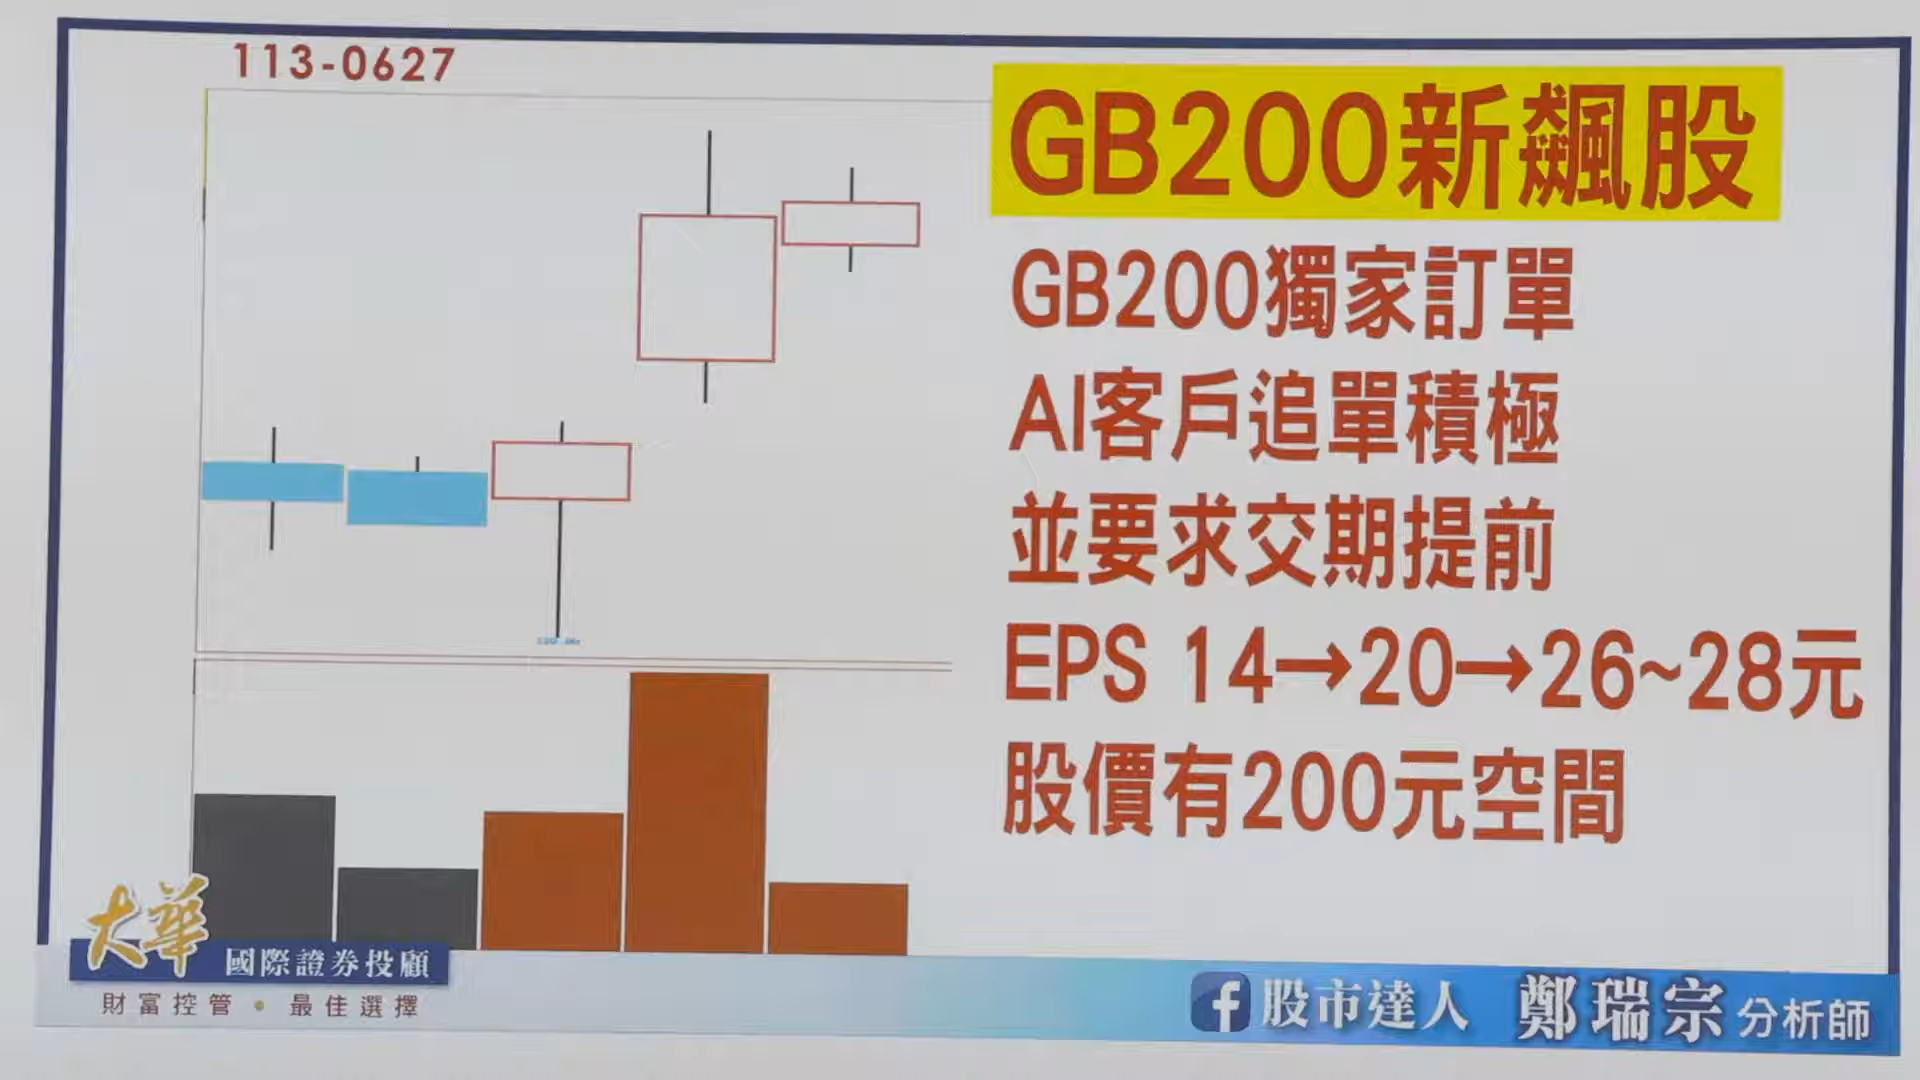 113-0627
GB200新飆股
GB200獨家訂單
AI客戶追單積極
並要求交期提前
EPS 14→20→26~28元
股價有200元空間
大華
國際證券投顧
財富控管•最佳選擇
股市達人 鄭瑞宗 分析師